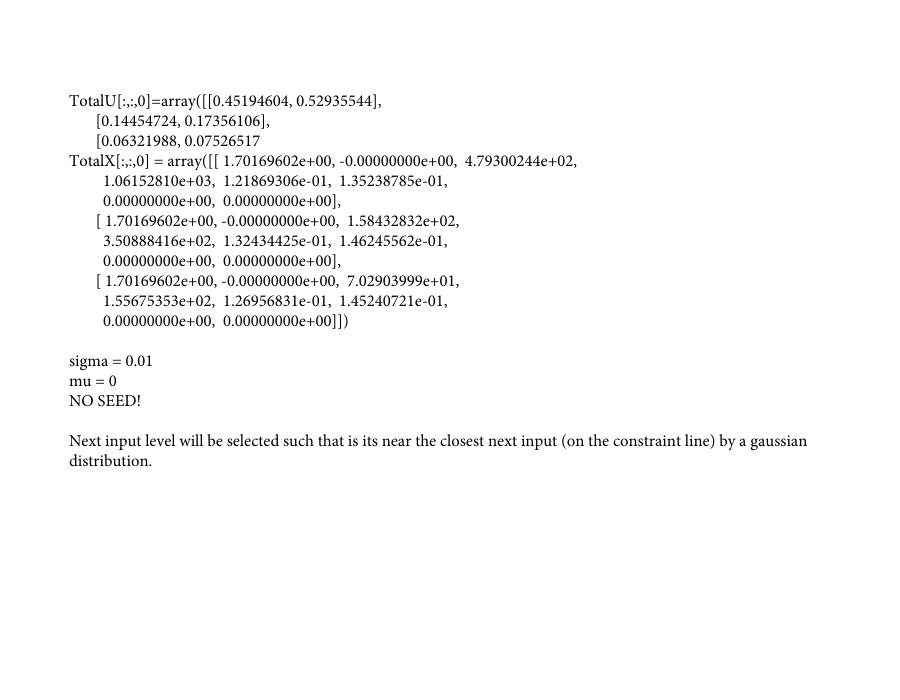 TotalU[:,:,0]=array([[0.45194604, 0.52935544],
[0.14454724, 0.17356106],
[0.06321988, 0.07526517
TotalX[:,:,0] = array([[ 1.70169602e+00, -0.00000000e+00, 4.79300244e+02,
1.06152810e+03, 1.21869306e-01, 1.35238785e-01,
0.00000000e+00, 0.00000000e+00],
[ 1.70169602e+00, -0.00000000e+00, 1.58432832e+02,
3.50888416e+02, 1.32434425e-01, 1.46245562e-01,
0.00000000e+00, 0.00000000e+00],
[ 1.70169602e+00, -0.00000000e+00, 7.02903999e+01,
1.55675353e+02, 1.26956831e-01, 1.45240721e-01,
0.00000000e+00, 0.00000000e+00]])
sigma = 0.01
mu = 0
NO SEED!
Next input level will be selected such that is its near the closest next input (on the constraint line) by a gaussian
distribution.